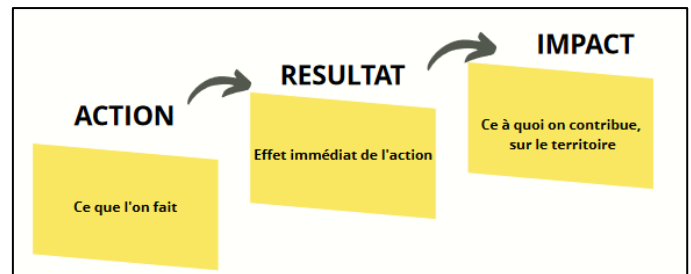 ACTION
Ce que l'on fait
RESULTAT
Effet immédiat de l'action
IMPACT
Ce à quoi on contribue,
sur le territoire